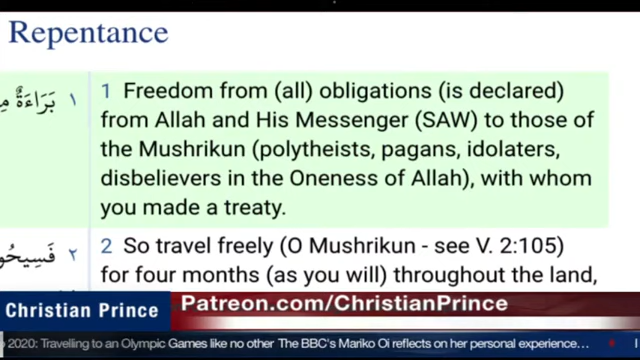 Repentance
بَرَاءَةٌ ١
1 Freedom from (all) obligations (is declared)
from Allah and His Messenger (SAW) to those of
the Mushrikun (polytheists, pagans, idolaters,
disbelievers in the Oneness of Allah), with whom
you made a treaty.
٢
2 So travel freely (O Mushrikun - see V. 2:105)
for four months (as you will) throughout the land,
Christian Prince
Patreon.com/ChristianPrince
2020: Travelling to an Olympic Games like no other The BBC's Mariko Oi reflects on her personal experience…